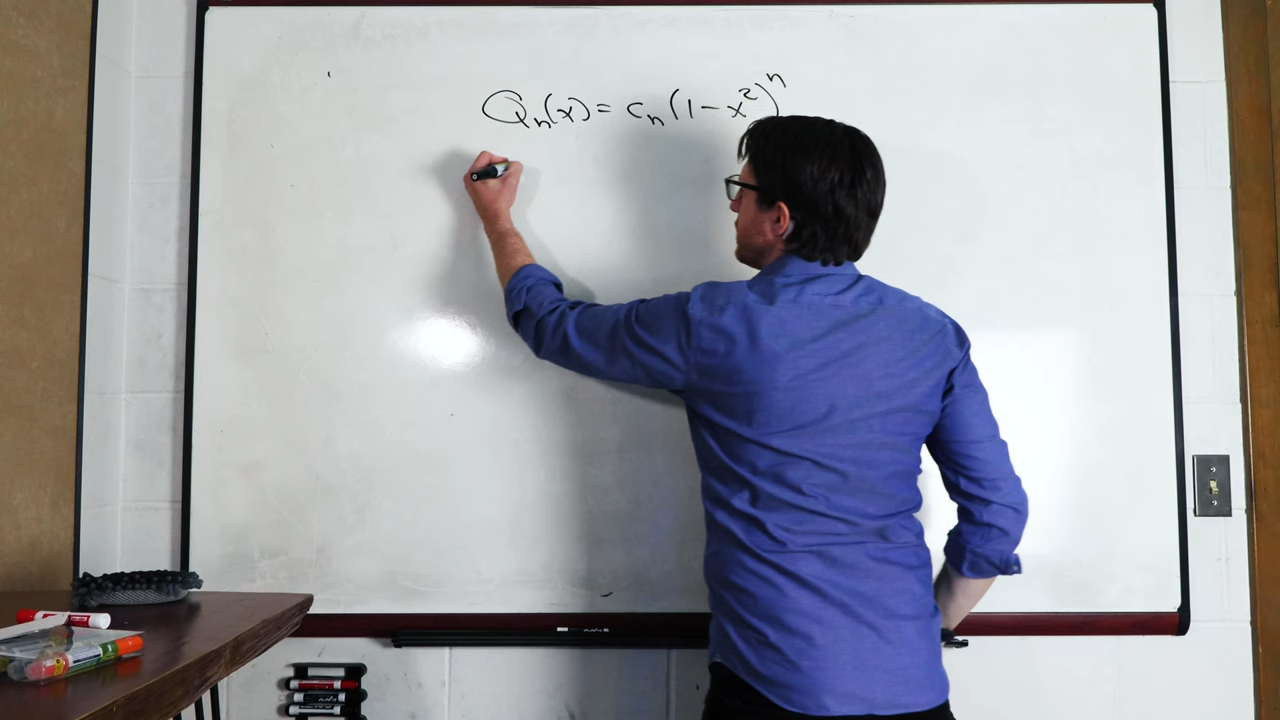 Qₙ(x) = cₙ(1 − x²)ⁿ